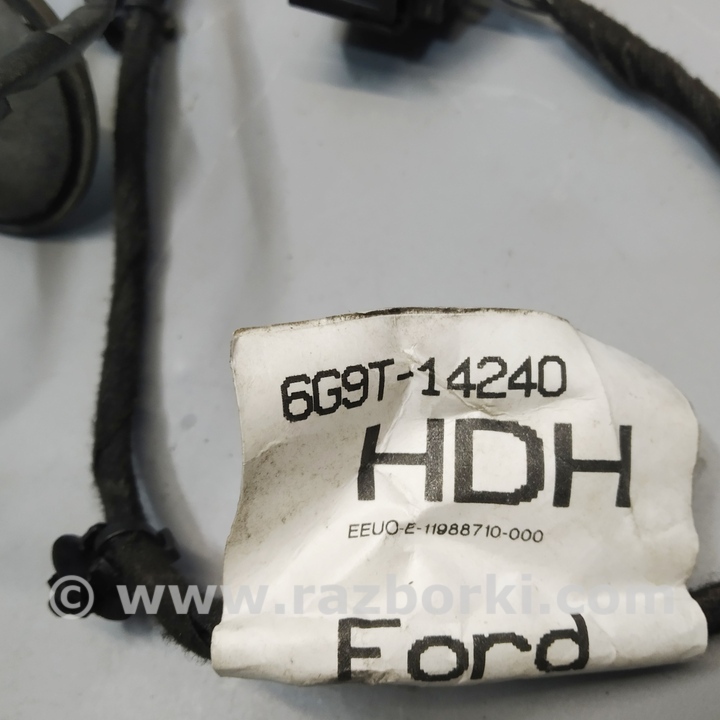 6G9T-14240
HDH
EEUO-E-11988710-000
© www.razborki.com
Ford